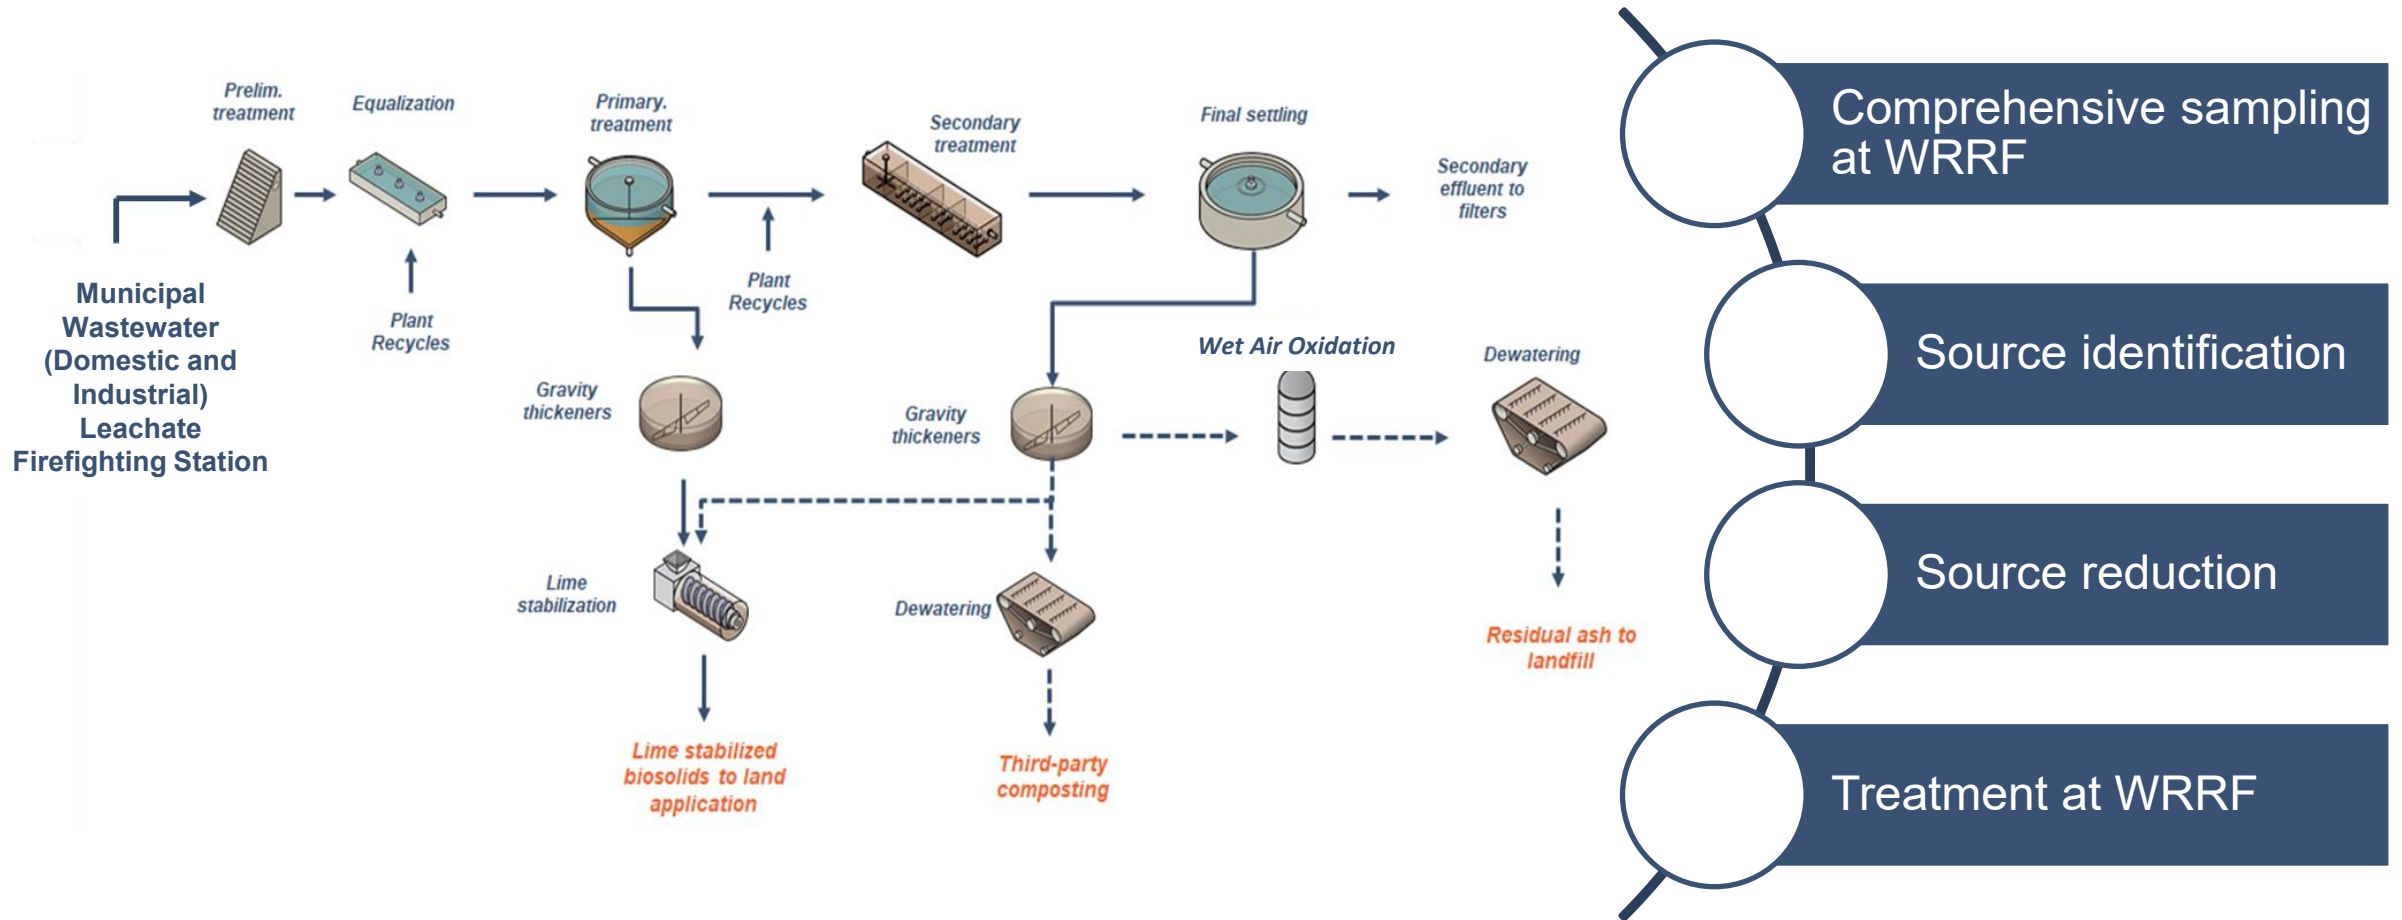 Prelim.
treatment
Equalization
Primary.
treatment
Secondary
treatment
Final settling
Secondary
effluent to
filters
Municipal
Wastewater
(Domestic and
Industrial)
Leachate
Firefighting Station
Plant
Recycles
Plant
Recycles
Gravity
thickeners
Gravity
thickeners
Wet Air Oxidation
Dewatering
Lime
stabilization
Dewatering
Residual ash to
landfill
Lime stabilized
biosolids to land
application
Third-party
composting
Comprehensive sampling
at WRRF
Source identification
Source reduction
Treatment at WRRF